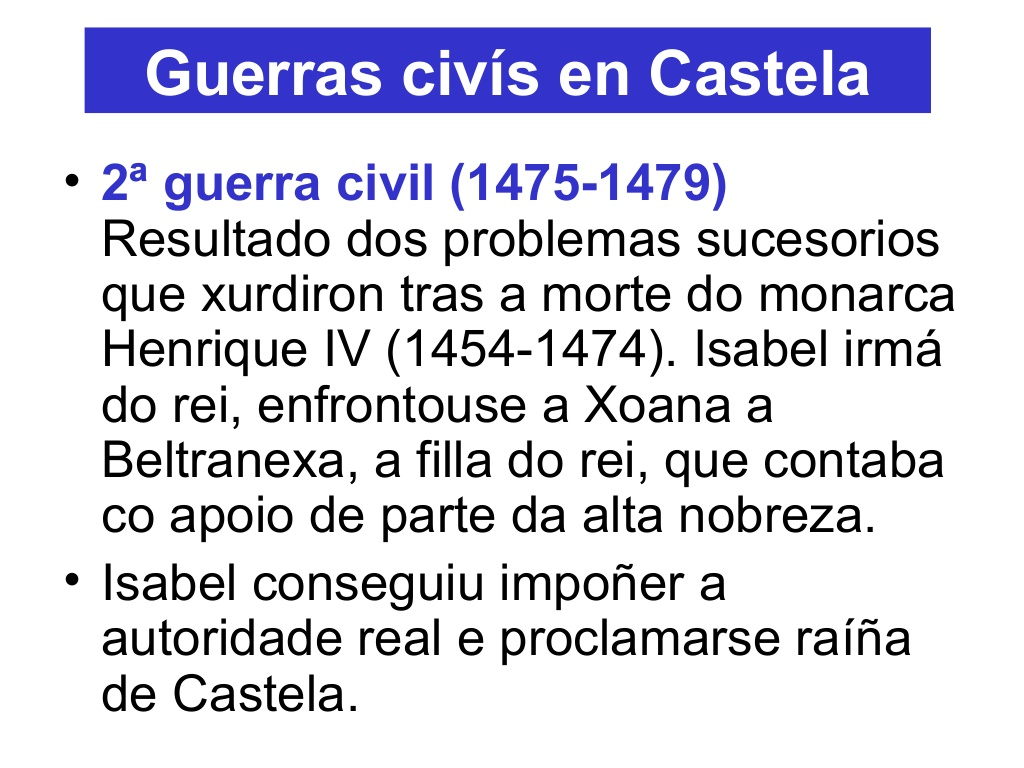 Guerras civís en Castela
• 2ª guerra civil (1475-1479)
Resultado dos problemas sucesorios
que xurdiron tras a morte do monarca
Henrique IV (1454-1474). Isabel irmá
do rei, enfrontouse a Xoana a
Beltranexa, a filla do rei, que contaba
co apoio de parte da alta nobreza.
• Isabel conseguiu impoñer a
autoridade real e proclamarse raíña
de Castela.